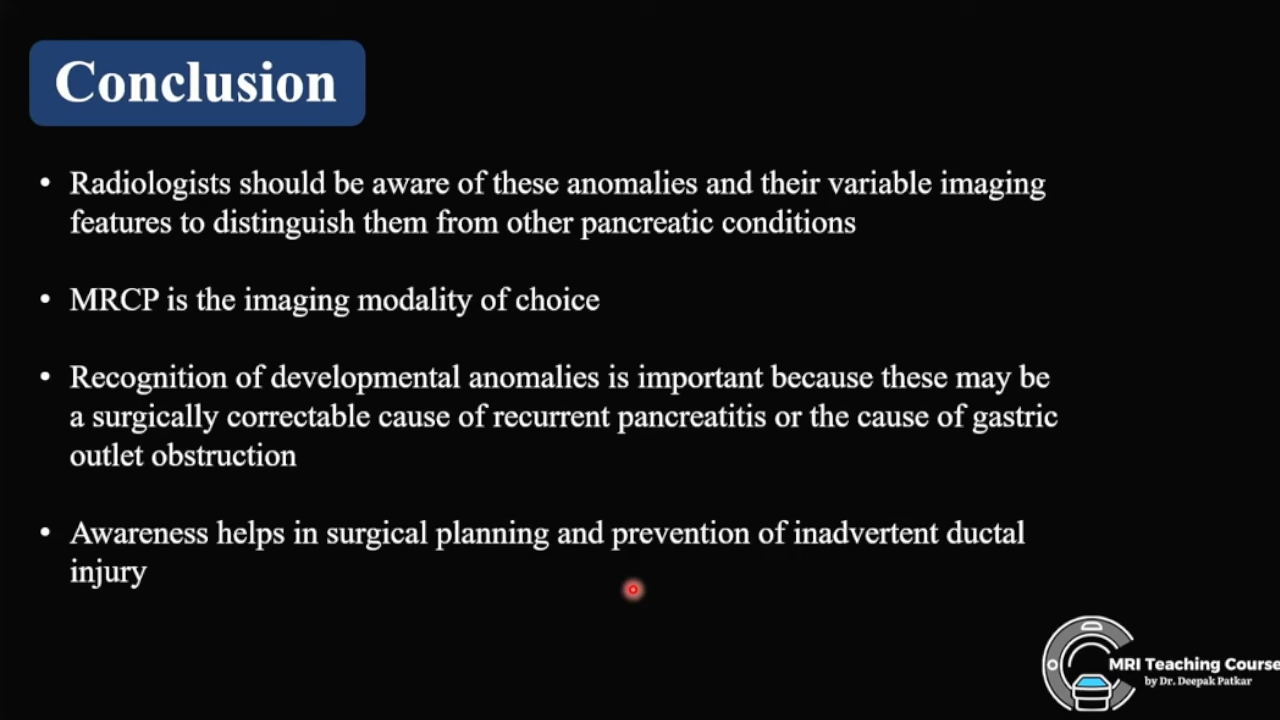 Conclusion
• Radiologists should be aware of these anomalies and their variable imaging
features to distinguish them from other pancreatic conditions
• MRCP is the imaging modality of choice
• Recognition of developmental anomalies is important because these may be
a surgically correctable cause of recurrent pancreatitis or the cause of gastric
outlet obstruction
• Awareness helps in surgical planning and prevention of inadvertent ductal
injury
MRI Teaching Course
by Dr. Deepak Patkar